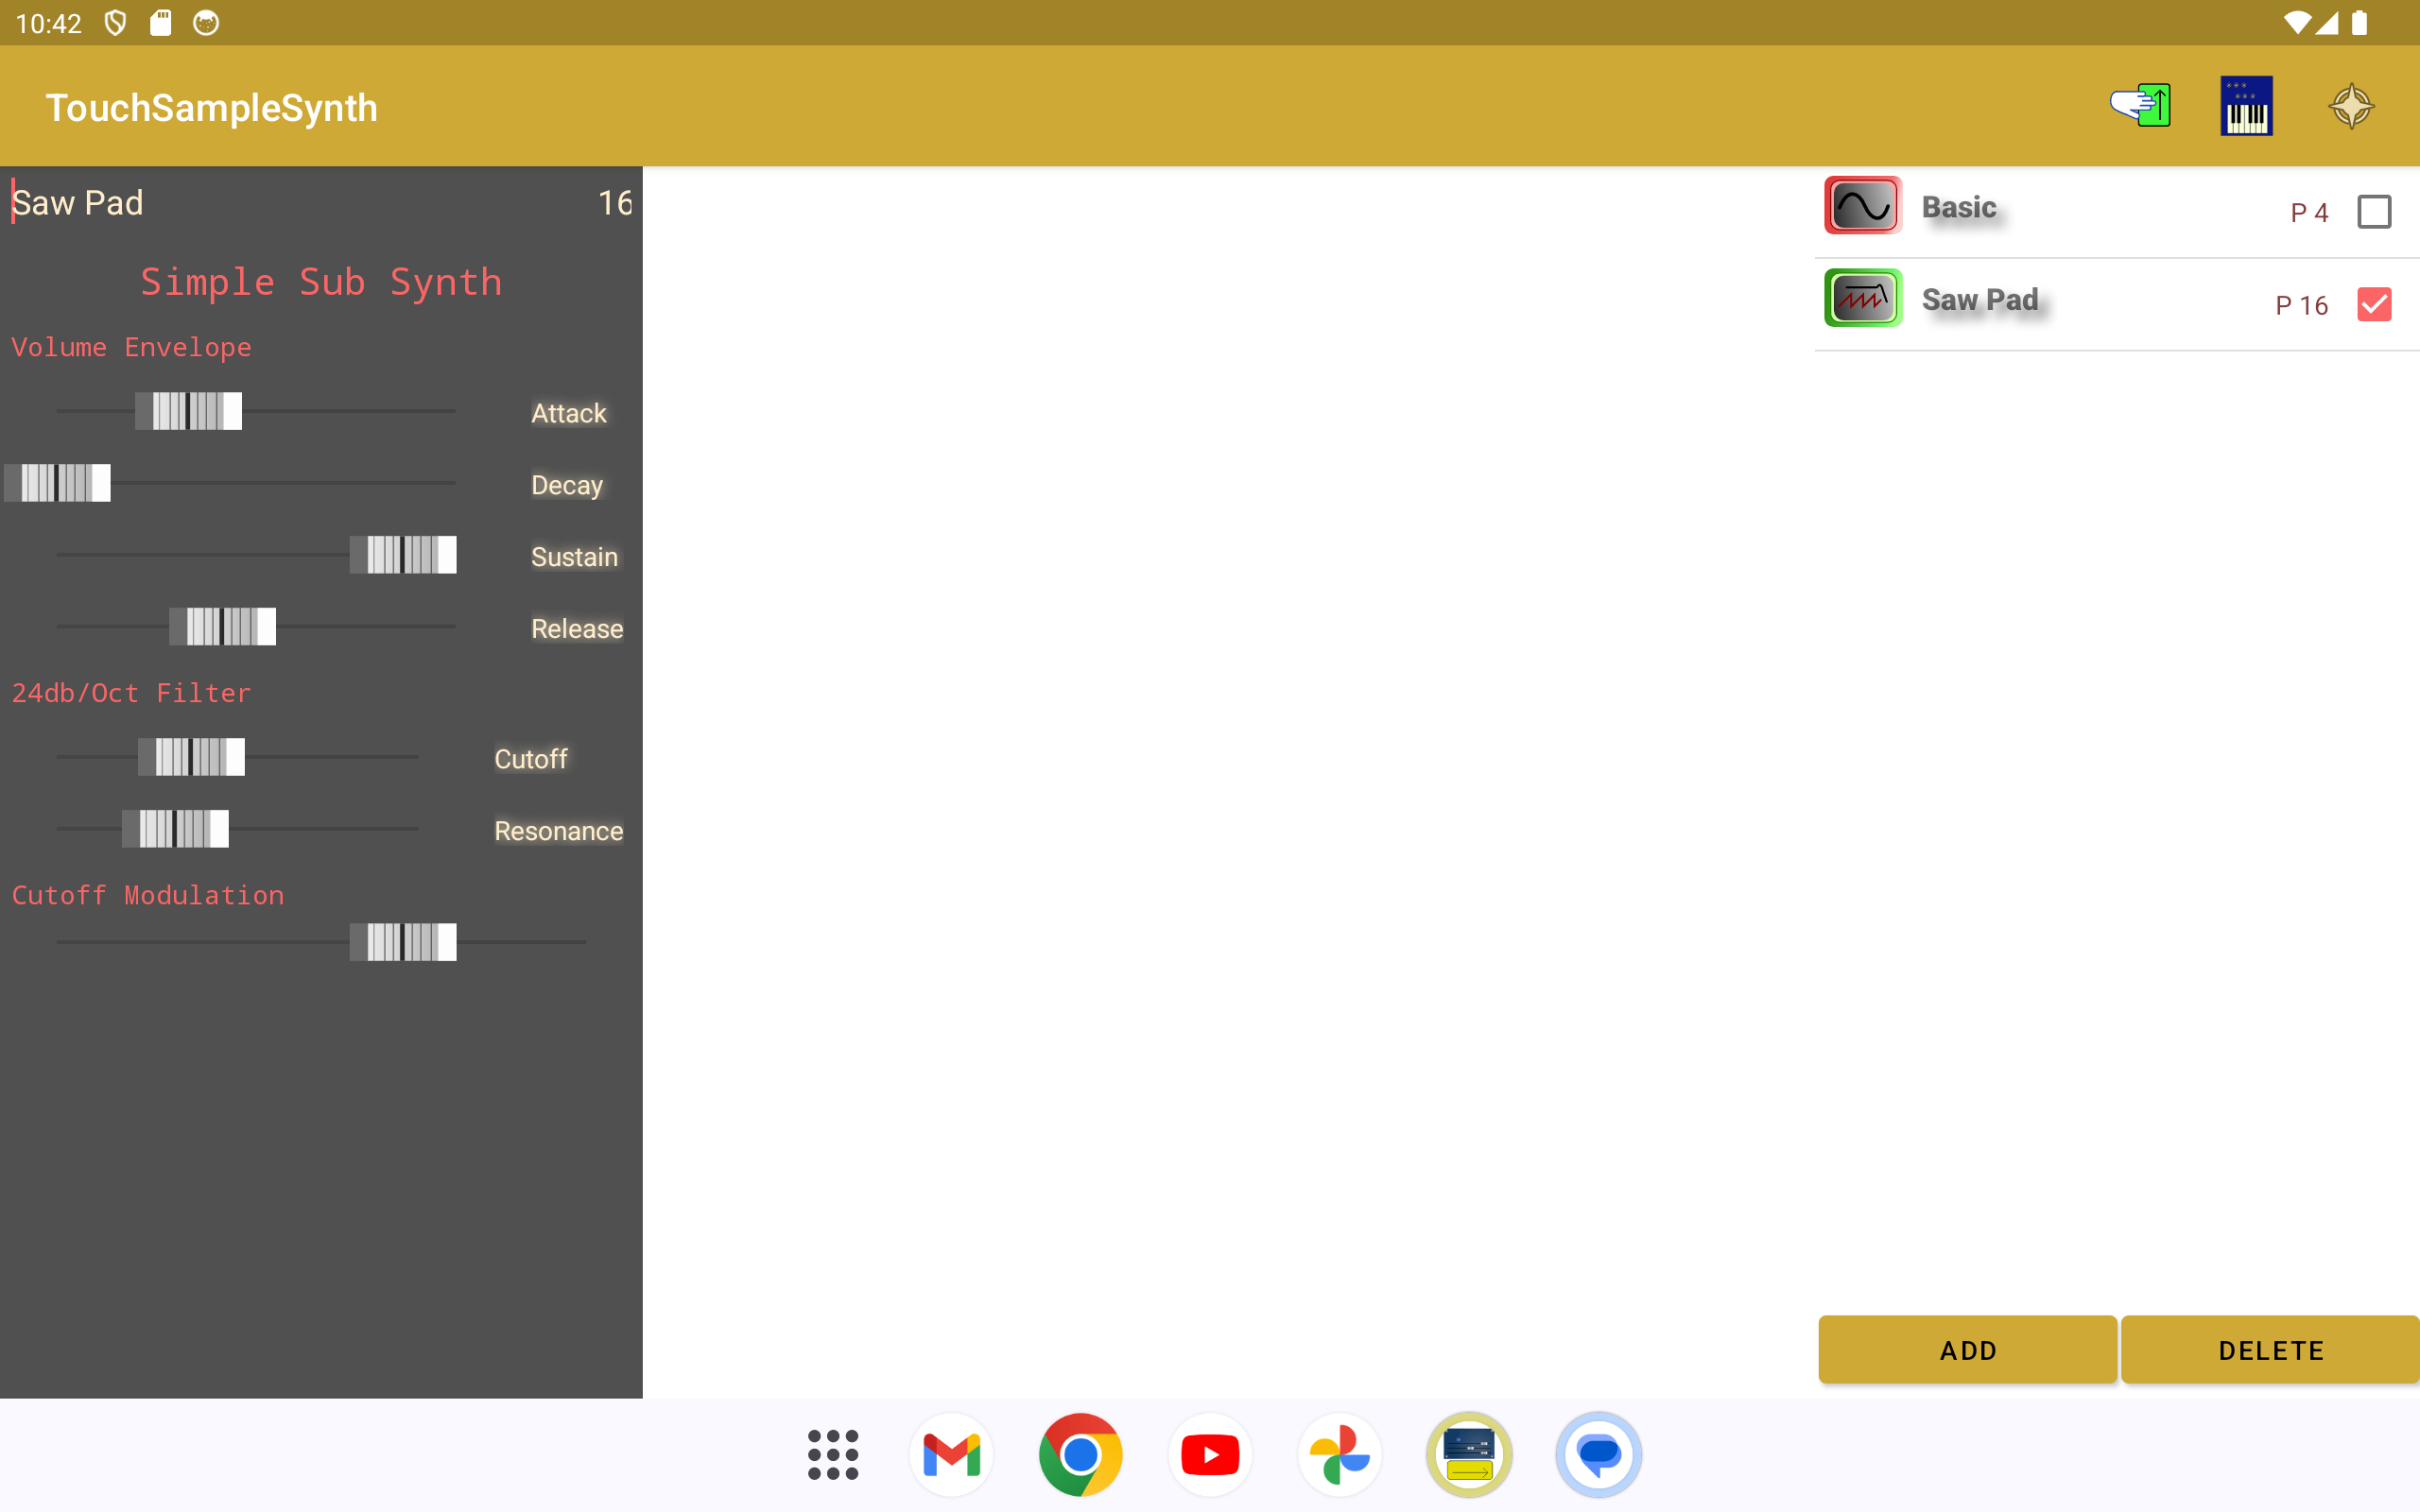 10:42
TouchSampleSynth
Saw Pad 16
Simple Sub Synth
Volume Envelope
Attack
Decay
Sustain
Release
24db/Oct Filter
Cutoff
Resonance
Cutoff Modulation
Basic P 4
Saw Pad P 16
ADD DELETE